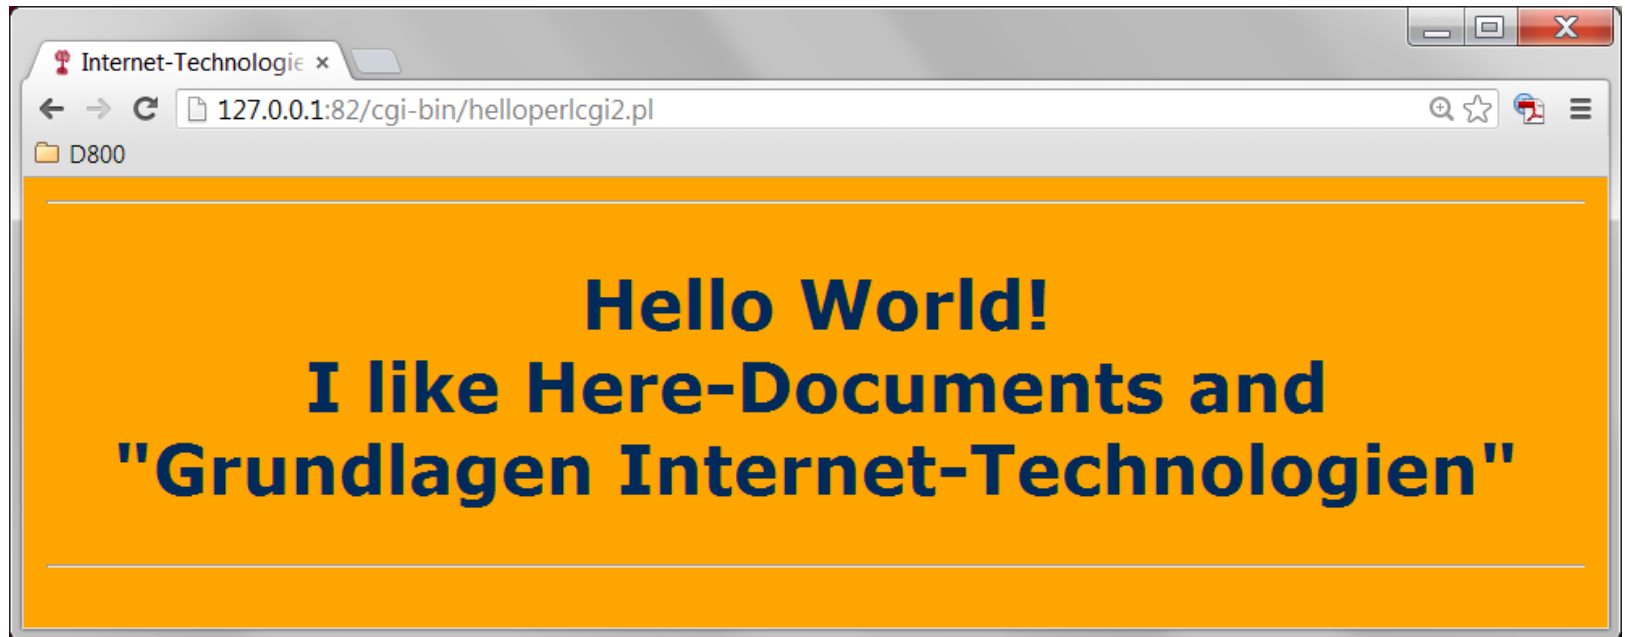 Internet-Technologie
127.0.0.1:82/cgi-bin/helloperlcgi2.pl
D800
Hello World!
I like Here-Documents and
"Grundlagen Internet-Technologien"